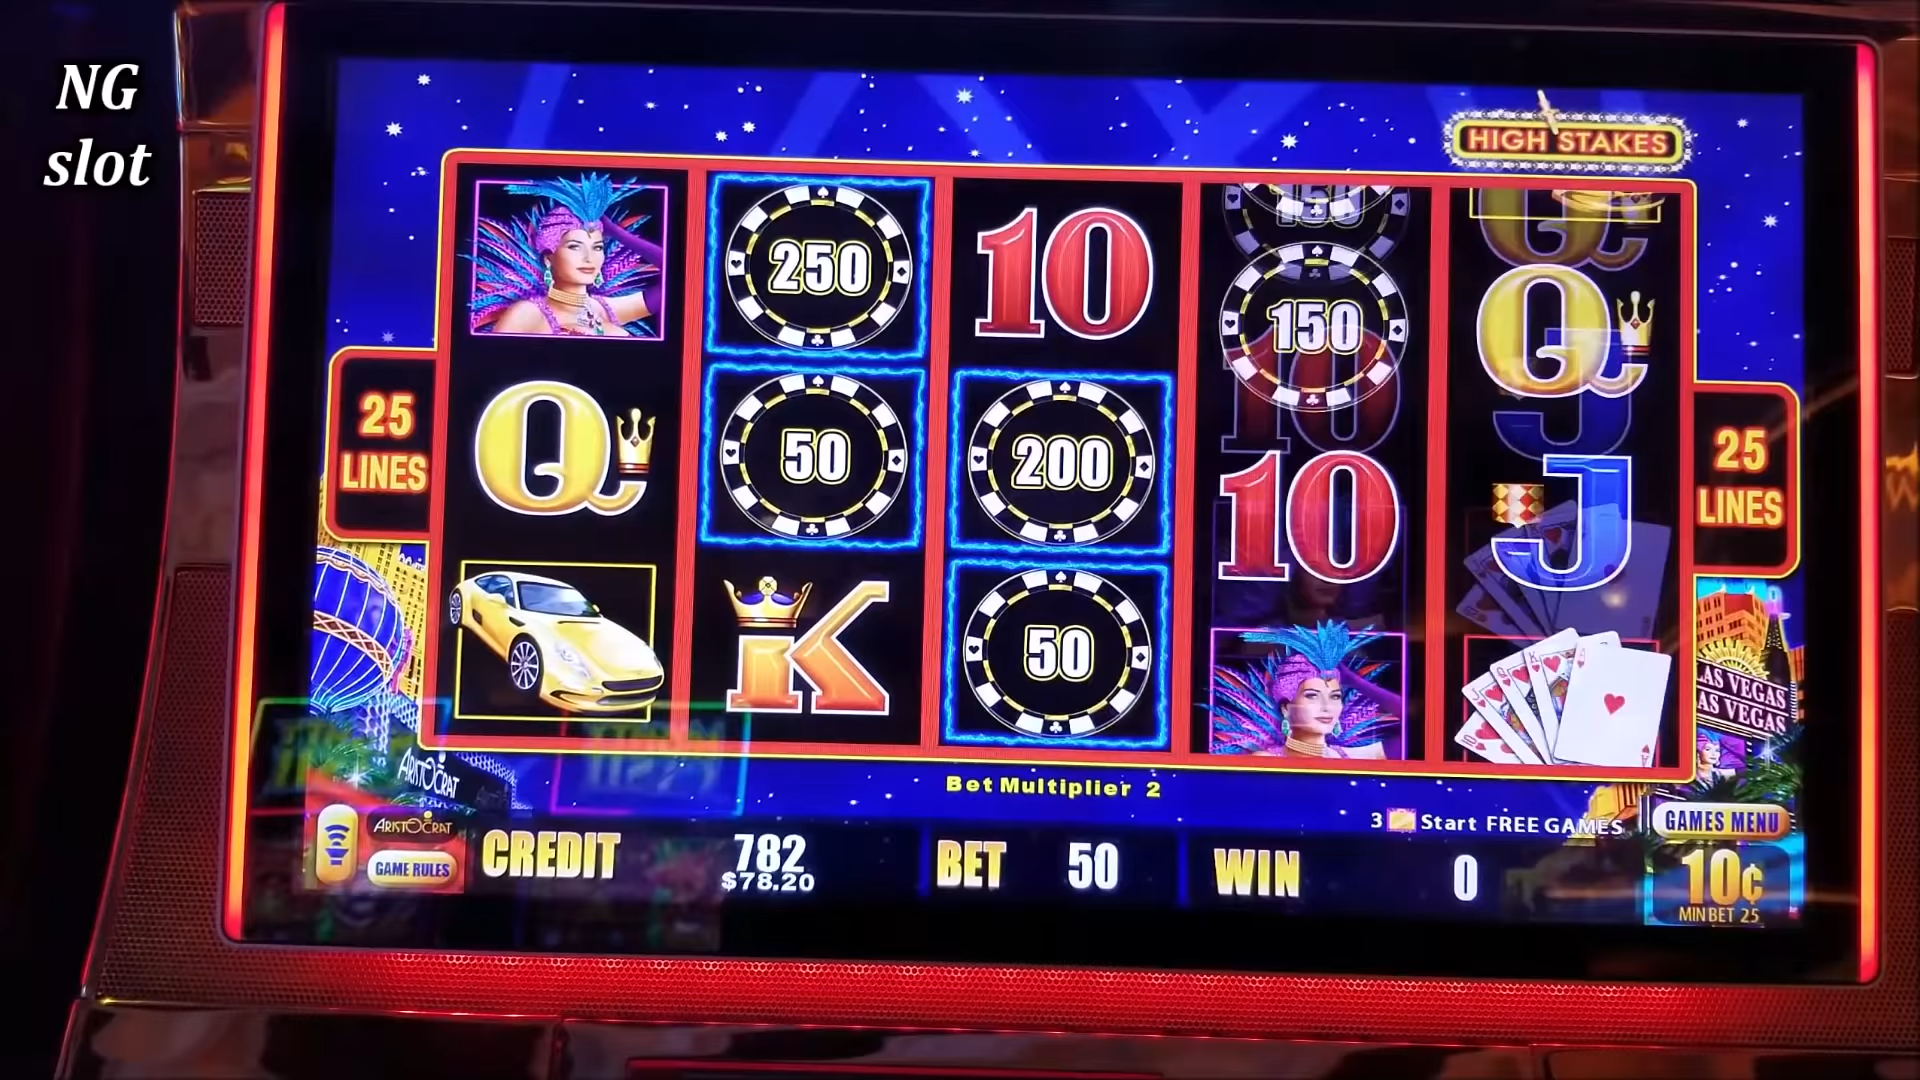 NG
slot
HIGH STAKES
250
10
150
150
Q
Q
25
LINES
Q
50
200
10
10
J
J
25
LINES
K
50
LAS VEGAS
LAS VEGAS
ARISTOCRAT
Bet Multiplier 2
3 Start FREE GAMES
GAMES MENU
ARISTOCRAT
GAME RULES
CREDIT
782
$78.20
BET 50
WIN 0
10¢
MIN BET 25